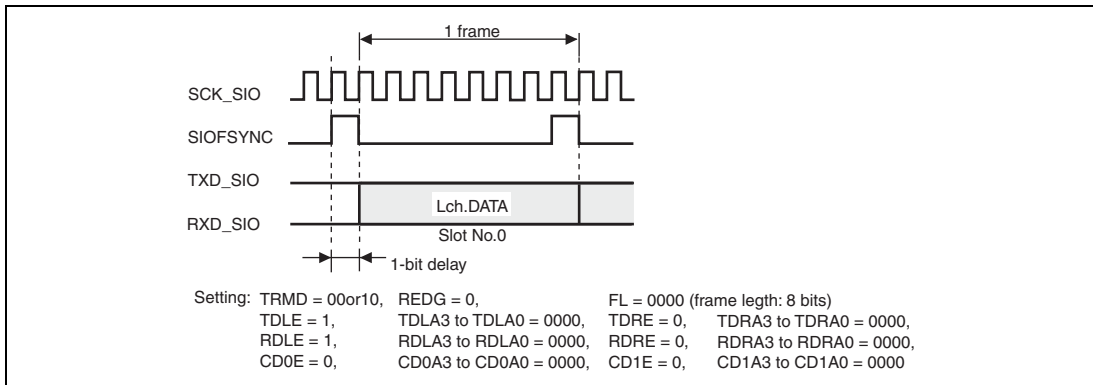 1 frame
SCK_SIO
SIOFSYNC
TXD_SIO
Lch.DATA
RXD_SIO
Slot No.0
1-bit delay
Setting: TRMD = 00or10, REDG = 0, FL = 0000 (frame legth: 8 bits)
TDLE = 1, TDLA3 to TDLA0 = 0000, TDRE = 0, TDRA3 to TDRA0 = 0000,
RDLE = 1, RDLA3 to RDLA0 = 0000, RDRE = 0, RDRA3 to RDRA0 = 0000,
CD0E = 0, CD0A3 to CD0A0 = 0000, CD1E = 0, CD1A3 to CD1A0 = 0000